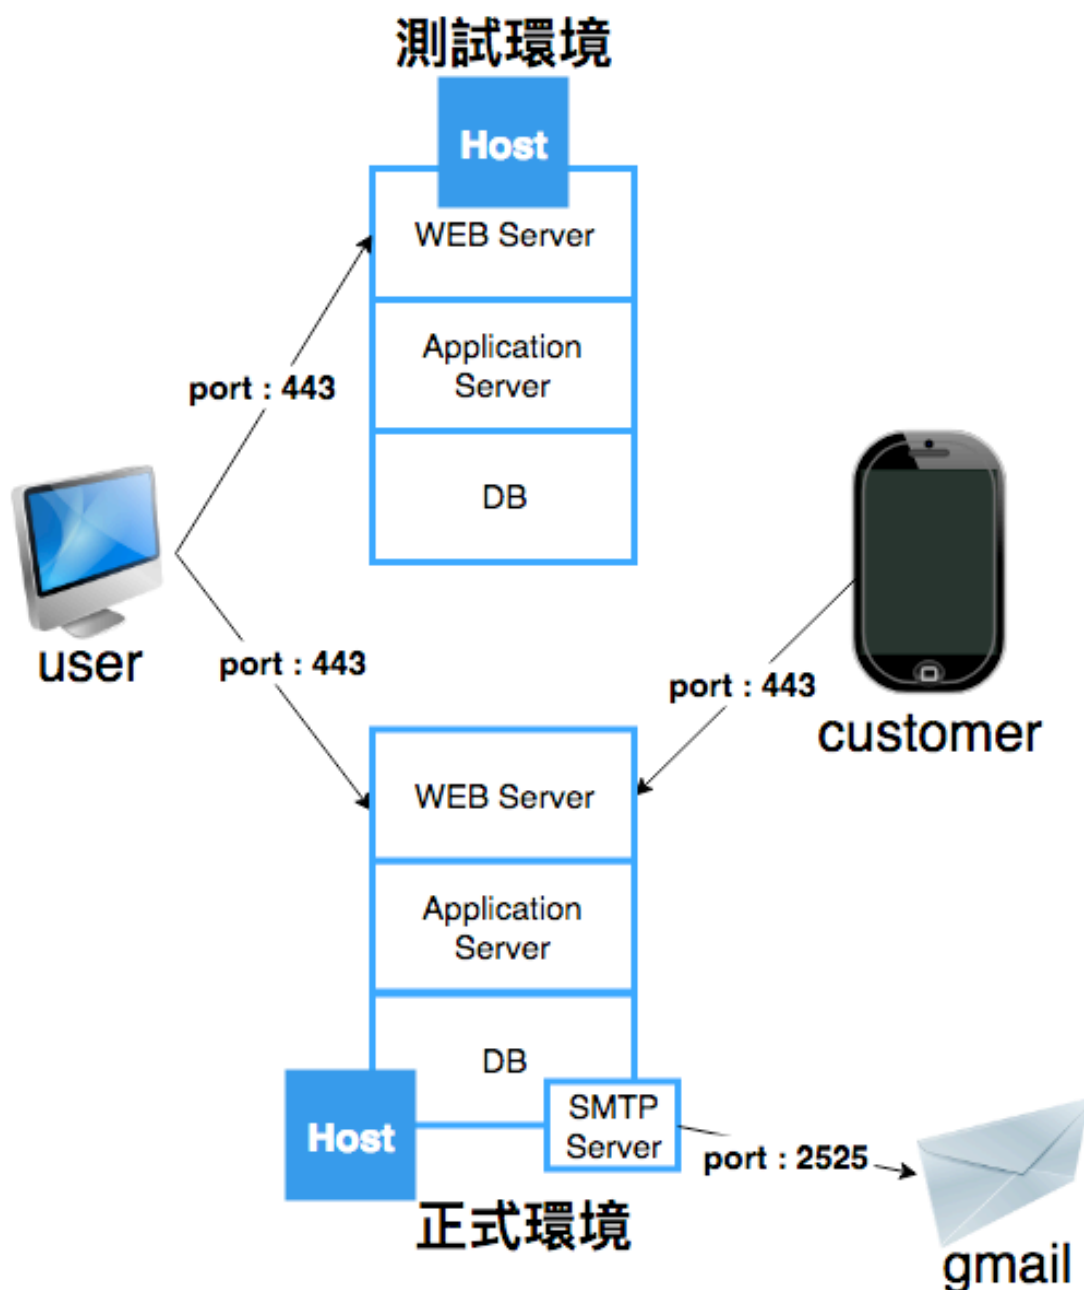 測試環境
Host
WEB Server
Application
Server
port : 443
DB
user
port : 443
port : 443
customer
WEB Server
Application
Server
DB
Host
SMTP
Server
port : 2525
正式環境
gmail